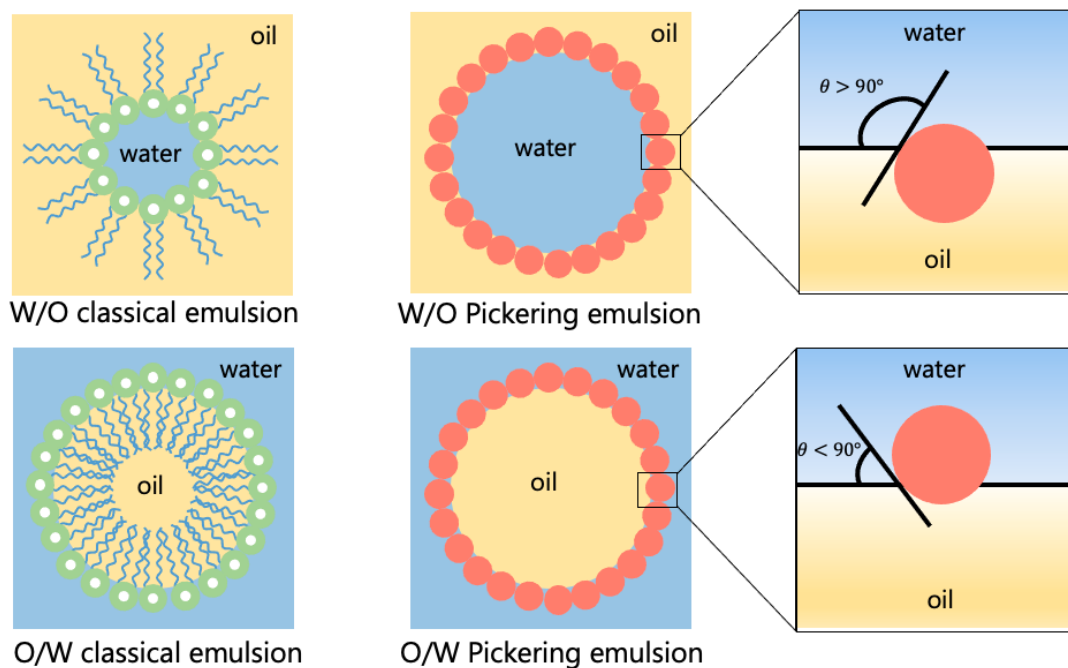 oil
water
W/O classical emulsion
oil
water
W/O Pickering emulsion
water
θ > 90°
oil
water
oil
O/W classical emulsion
water
oil
O/W Pickering emulsion
water
θ < 90°
oil